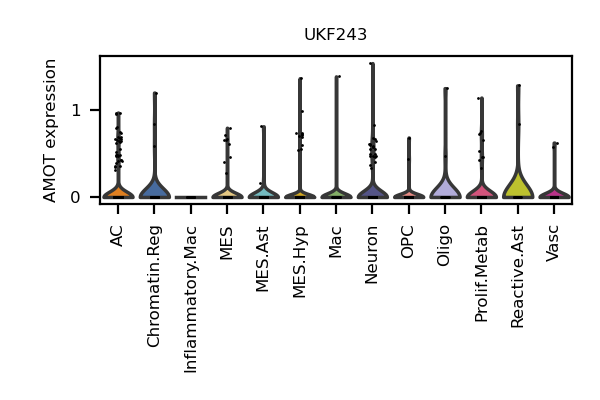 UKF243
AMOT expression
1
0
AC
Chromatin.Reg
Inflammatory.Mac
MES
MES.Ast
MES.Hyp
Mac
Neuron
OPC
Oligo
Prolif.Metab
Reactive.Ast
Vasc